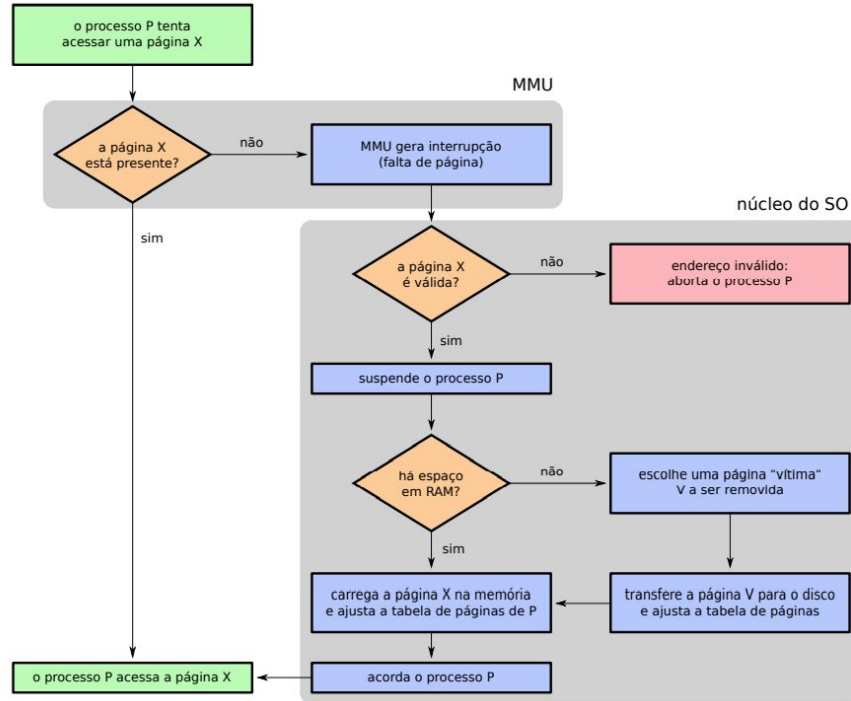 o processo P tenta
acessar uma página X
MMU
a página X
está presente?
não
MMU gera interrupção
(falta de página)
sim
núcleo do SO
a página X
é válida?
não
endereço inválido:
aborta o processo P
sim
suspende o processo P
há espaço
em RAM?
não
escolhe uma página "vítima"
V a ser removida
sim
carrega a página X na memória
e ajusta a tabela de páginas de P
transfere a página V para o disco
e ajusta a tabela de páginas
o processo P acessa a página X
acorda o processo P